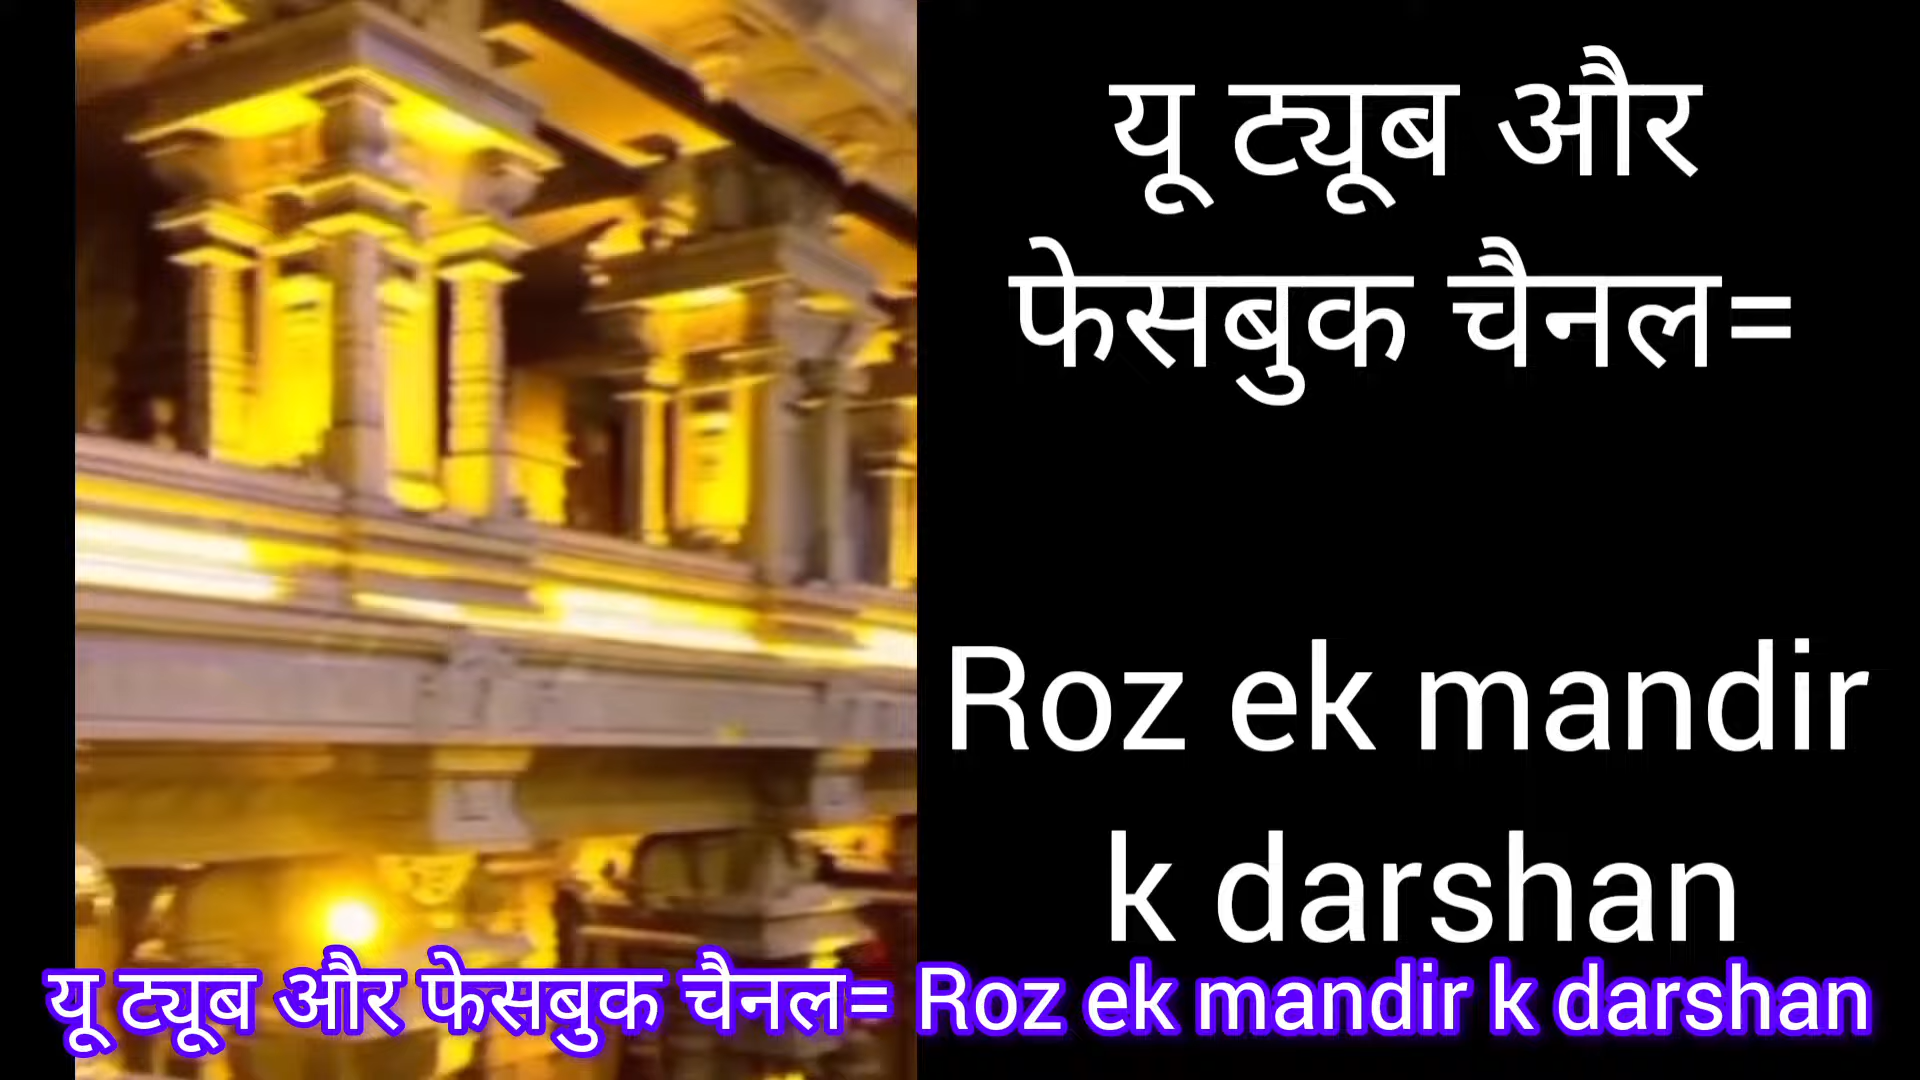 यू ट्यूब और
फेसबुक चैनल=
Roz ek mandir
k darshan
यू ट्यूब और फेसबुक चैनल= Roz ek mandir k darshan